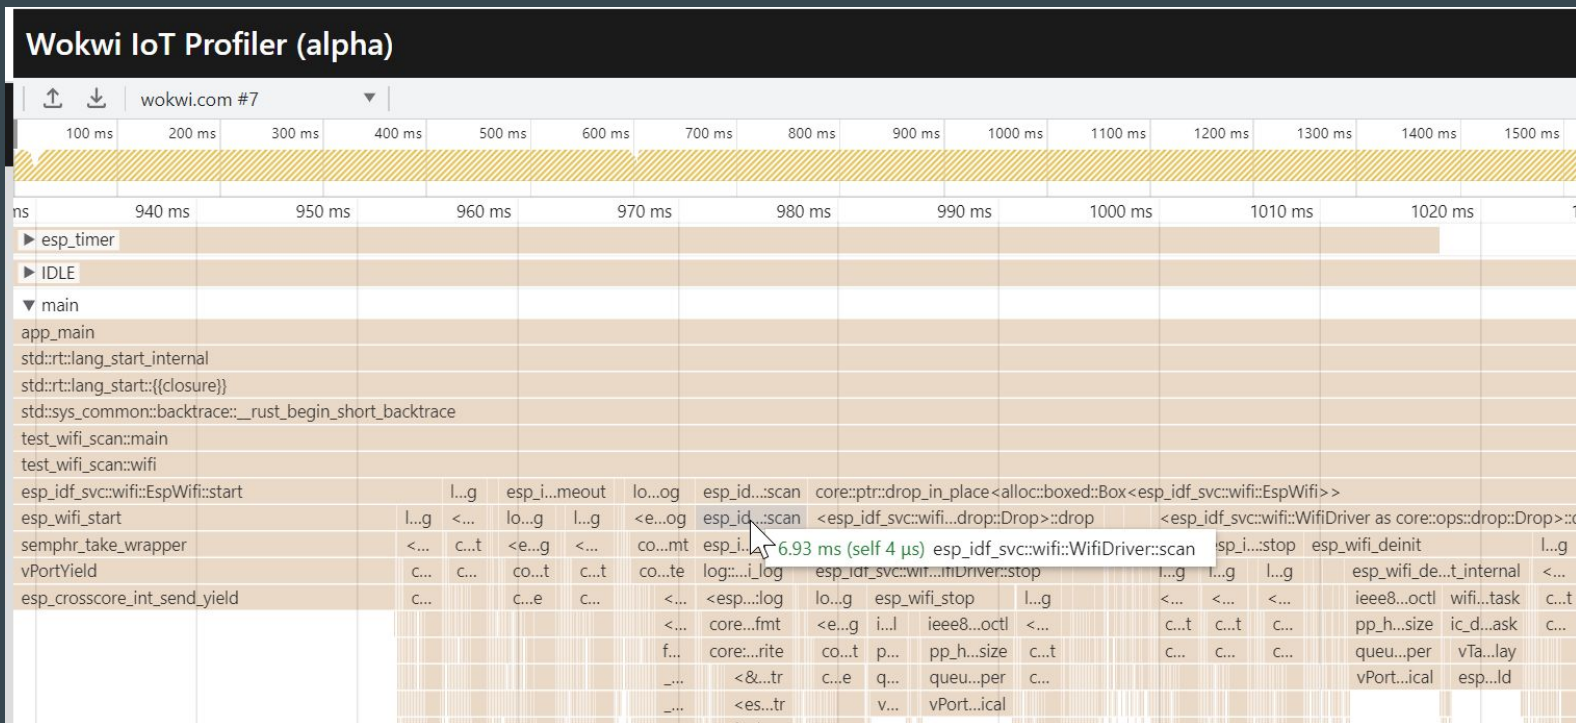 Wokwi IoT Profiler (alpha)
wokwi.com #7
100 ms 200 ms 300 ms 400 ms 500 ms 600 ms 700 ms 800 ms 900 ms 1000 ms 1100 ms 1200 ms 1300 ms 1400 ms 1500 ms
ms 940 ms 950 ms 960 ms 970 ms 980 ms 990 ms 1000 ms 1010 ms 1020 ms
esp_timer
IDLE
main
app_main
std::rt::lang_start_internal
std::rt::lang_start::{{closure}}
std::sys_common::backtrace::__rust_begin_short_backtrace
test_wifi_scan::main
test_wifi_scan::wifi
esp_idf_svc::wifi::EspWifi::start l...g esp_i...meout lo...og esp_id...:scan core::ptr::drop_in_place<alloc::boxed::Box<esp_idf_svc::wifi::EspWifi>>
esp_wifi_start l...g <... lo...g l...g <e...og esp_id...:scan <esp_idf_svc::wifi...drop::Drop>::drop <esp_idf_svc::wifi::WifiDriver as core::ops::drop::Drop>::d
semphr_take_wrapper <... c...t <e...g <... co...mt esp_i... 6.93 ms (self 4 µs) esp_idf_svc::wifi::WifiDriver::scan sp_i...:stop esp_wifi_deinit l...g
vPortYield c... c... co...t c...t co...te log::...i_log esp_idf_svc::wif...ifiDriver::stop l...g l...g l...g esp_wifi_de...t_internal <...
esp_crosscore_int_send_yield c... c...e c... <... <esp...:log lo...g esp_wifi_stop l...g <... <... <... ieee8...octl wifi...task c...t
<... core...fmt <e...g i...l ieee8...octl <... c...t c...t c... pp_h...size ic_d...ask c...
f... core:...rite co...t p... pp_h...size c...t c... c... c... queu...per vTa...lay
_... <&...tr c...e q... queu...per c... vPort...ical esp...ld
_... <es...tr v... vPort...ical